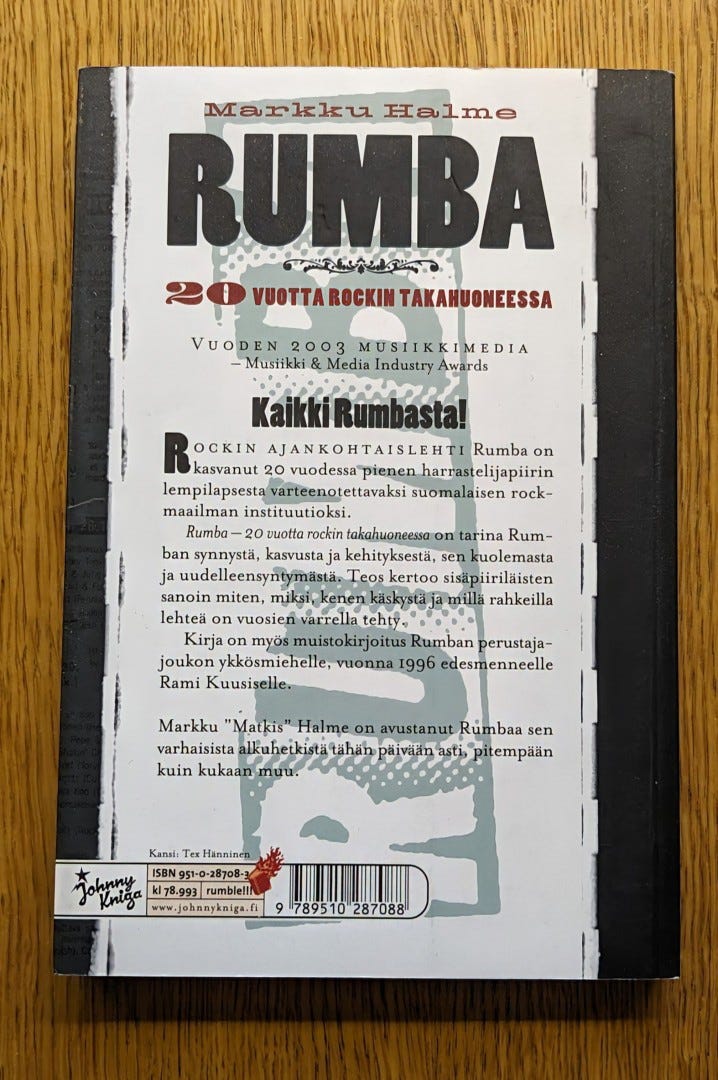 Markku Halme
RUMBA
20 VUOTTA ROCKIN TAKAHUONEESSA
VUODEN 2003 MUSIIKKIMEDIA
– Musiikki & Media Industry Awards
Kaikki Rumbasta!
ROCKIN AJANKOHTAISLEHTI Rumba on
kasvanut 20 vuodessa pienen harrastelijapiirin
lempilapsesta varteenotettavaksi suomalaisen rock-
maailman instituutioksi.
Rumba – 20 vuotta rockin takahuoneessa on tarina Rum-
ban synnystä, kasvusta ja kehityksestä, sen kuolemasta
ja uudelleensyntymästä. Teos kertoo sisäpiiriläisten
sanoin miten, miksi, kenen käskystä ja millä rahkeilla
lehteä on vuosien varrella tehty.
Kirja on myös muistokirjoitus Rumban perustaja-
joukon ykkösmiehelle, vuonna 1996 edesmenneelle
Rami Kuusiselle.
Markku ”Matkis” Halme on avustanut Rumbaa sen
varhaisista alkuhetkistä tähän päivään asti, pitempään
kuin kukaan muu.
Kansi: Tex Hänninen
Johnny
Kniga
ISBN 951-0-28708-
kl 78.993 rumble!!!
www.johnnykniga.fi
9 789510 287088
RUMBA